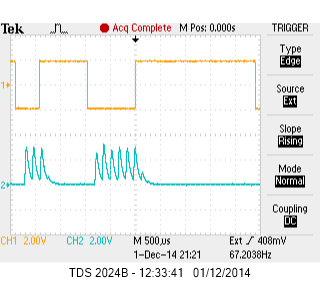 Tek Acq Complete M Pos: 0.000s TRIGGER
Type
Edge
Source
Ext
Slope
Rising
Mode
Normal
Coupling
DC
1
2
CH1 2.00V CH2 2.00V M 500µs Ext 408mV
1-Dec-14 21:21 67.2038Hz
TDS 2024B - 12:33:41 01/12/2014